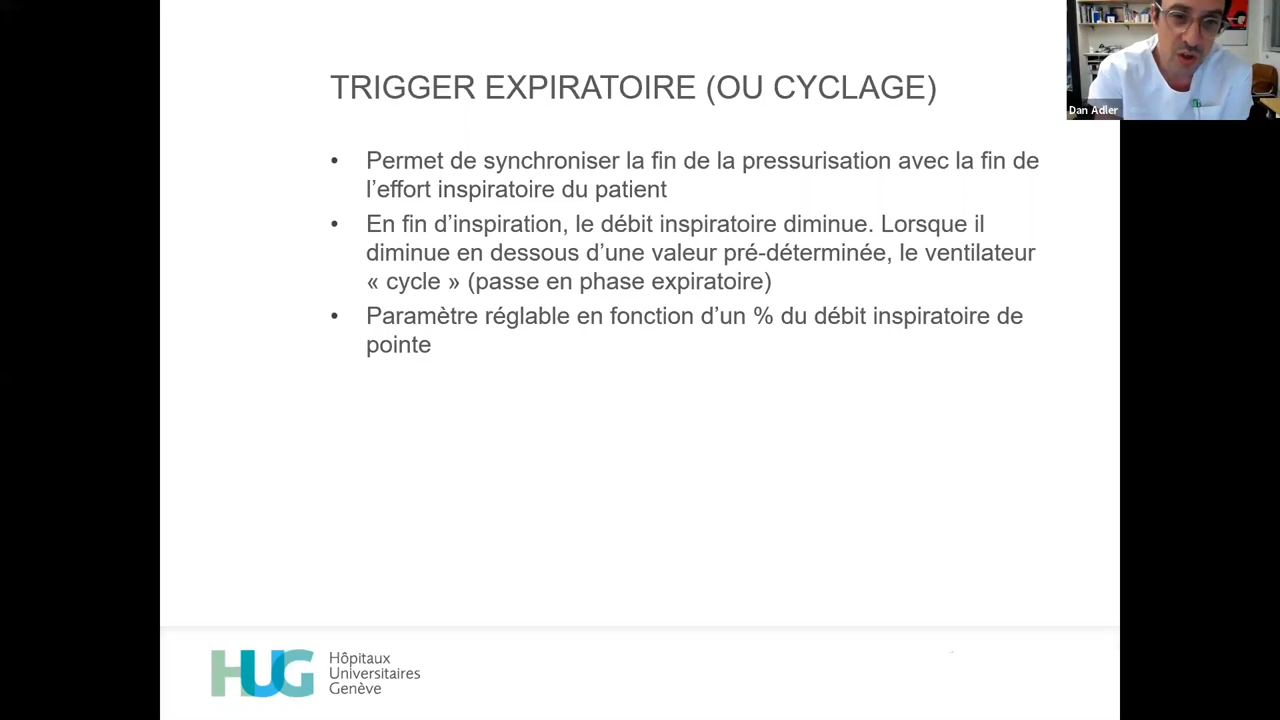 TRIGGER EXPIRATOIRE (OU CYCLAGE)
Dan Adler
• Permet de synchroniser la fin de la pressurisation avec la fin de
l’effort inspiratoire du patient
• En fin d’inspiration, le débit inspiratoire diminue. Lorsque il
diminue en dessous d’une valeur pré-déterminée, le ventilateur
« cycle » (passe en phase expiratoire)
• Paramètre réglable en fonction d’un % du débit inspiratoire de
pointe
HUG
Hôpitaux
Universitaires
Genève